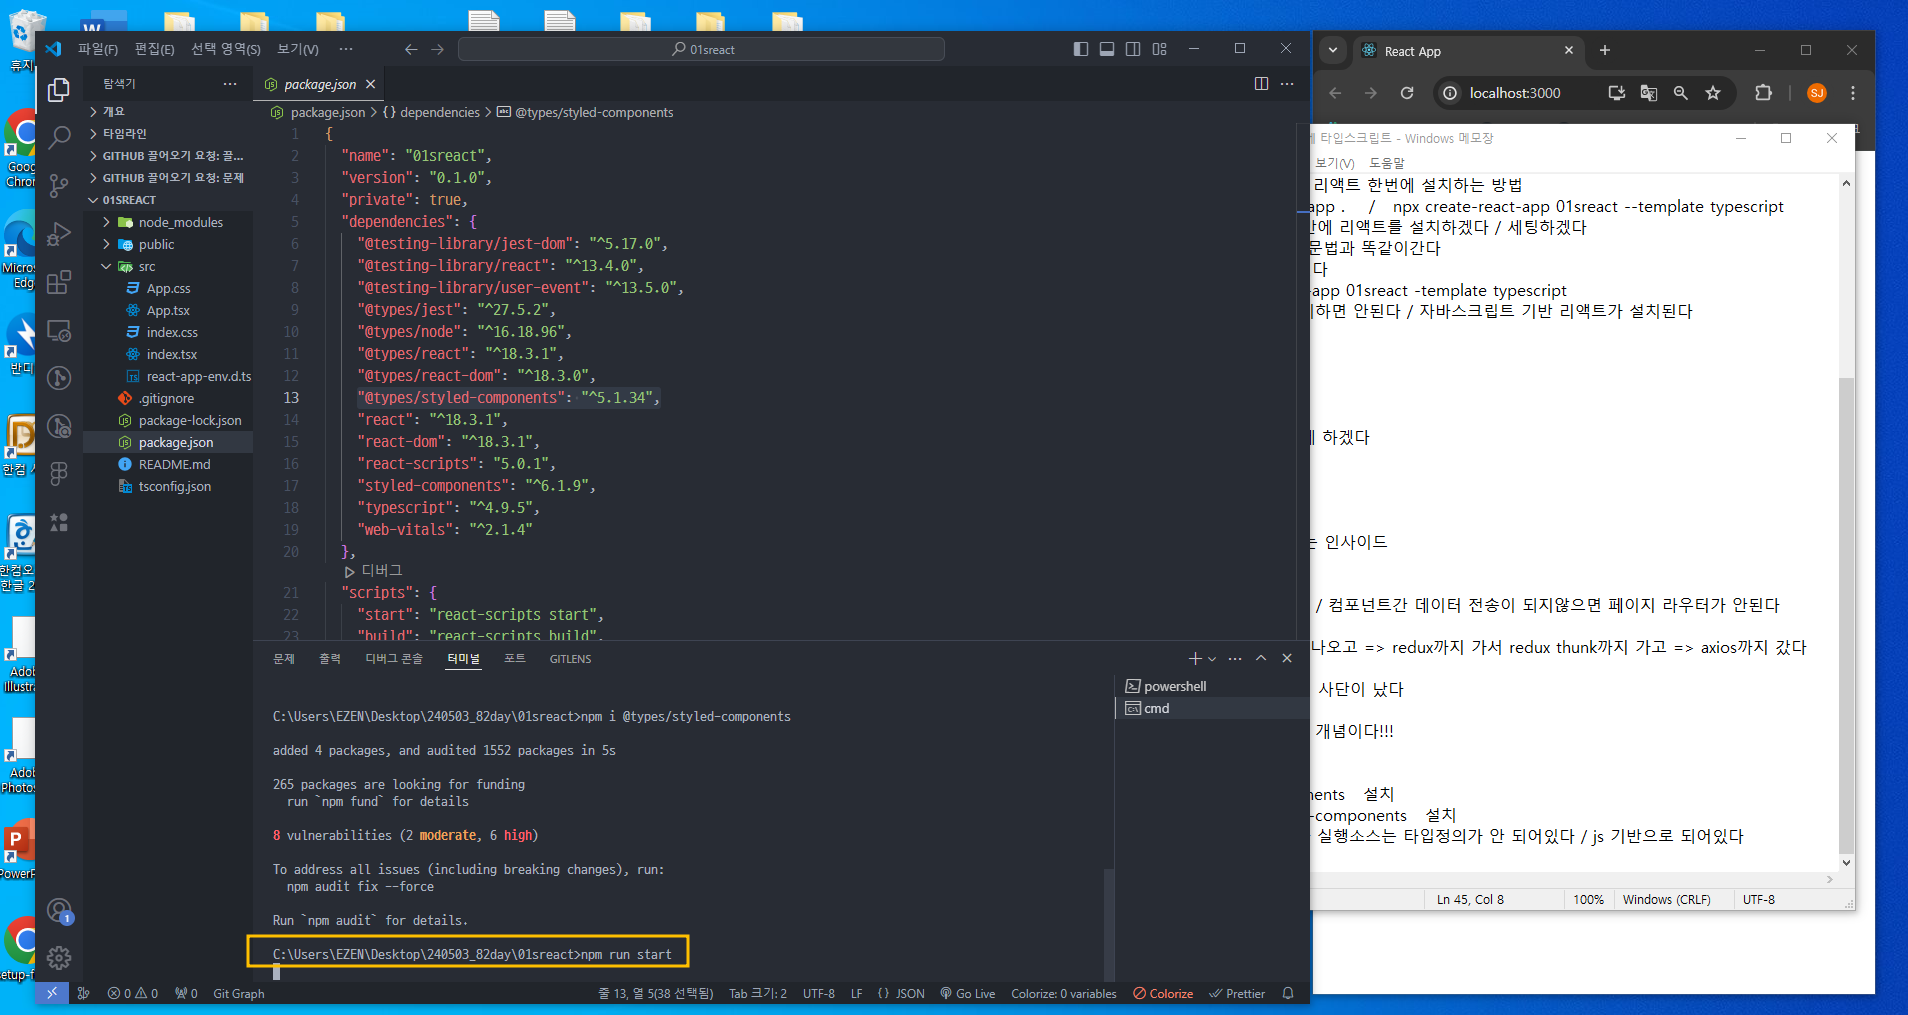 휴지
파일(F) 편집(E) 선택 영역(S) 보기(V) ···
01sreact
탐색기 ···
package.json
개요
타임라인
GITHUB 끌어오기 요청: 끌...
GITHUB 끌어오기 요청: 문제
01SREACT
node_modules
public
src
App.css
App.tsx
index.css
index.tsx
react-app-env.d.ts
.gitignore
package-lock.json
package.json
README.md
tsconfig.json
package.json > {} dependencies > @types/styled-components
1 {
2 "name": "01sreact",
3 "version": "0.1.0",
4 "private": true,
5 "dependencies": {
6 "@testing-library/jest-dom": "^5.17.0",
7 "@testing-library/react": "^13.4.0",
8 "@testing-library/user-event": "^13.5.0",
9 "@types/jest": "^27.5.2",
10 "@types/node": "^16.18.96",
11 "@types/react": "^18.3.1",
12 "@types/react-dom": "^18.3.0",
13 "@types/styled-components": "^5.1.34",
14 "react": "^18.3.1",
15 "react-dom": "^18.3.1",
16 "react-scripts": "5.0.1",
17 "styled-components": "^6.1.9",
18 "typescript": "^4.9.5",
19 "web-vitals": "^2.1.4"
20 },
디버그
21 "scripts": {
22 "start": "react-scripts start",
23 "build": "react-scripts build",
문제 출력 디버그 콘솔 터미널 포트 GITLENS
powershell
cmd
C:\Users\EZEN\Desktop\240503_82day\01sreact>npm i @types/styled-components
added 4 packages, and audited 1552 packages in 5s
265 packages are looking for funding
run `npm fund` for details
8 vulnerabilities (2 moderate, 6 high)
To address all issues (including breaking changes), run:
npm audit fix --force
Run `npm audit` for details.
C:\Users\EZEN\Desktop\240503_82day\01sreact>npm run start
0 0 0 Git Graph 줄 13, 열 5(38 선택됨) Tab 크기: 2 UTF-8 LF {} JSON Go Live Colorize: 0 variables Colorize Prettier
React App
localhost:3000
SJ
타입스크립트 - Windows 메모장
보기(V) 도움말
리액트 한번에 설치하는 방법
app . / npx create-react-app 01sreact --template typescript
에 리액트를 설치하겠다 / 세팅하겠다
문법과 똑같이간다
다
-app 01sreact -template typescript
하면 안된다 / 자바스크립트 기반 리액트가 설치된다
하겠다
인사이드
/ 컴포넌트간 데이터 전송이 되지않으면 페이지 라우터가 안된다
나오고 => redux까지 가서 redux thunk까지 가고 => axios까지 갔다
사단이 났다
개념이다!!!
nents 설치
-components 설치
실행소스는 타입정의가 안 되어있다 / js 기반으로 되어있다
Ln 45, Col 8 100% Windows (CRLF) UTF-8
Goog
Chron
Micros
Edg
반디
한컴
한컴오
한글 2
Adob
Illustra
Adob
Photos
PowerP
setup-f
1